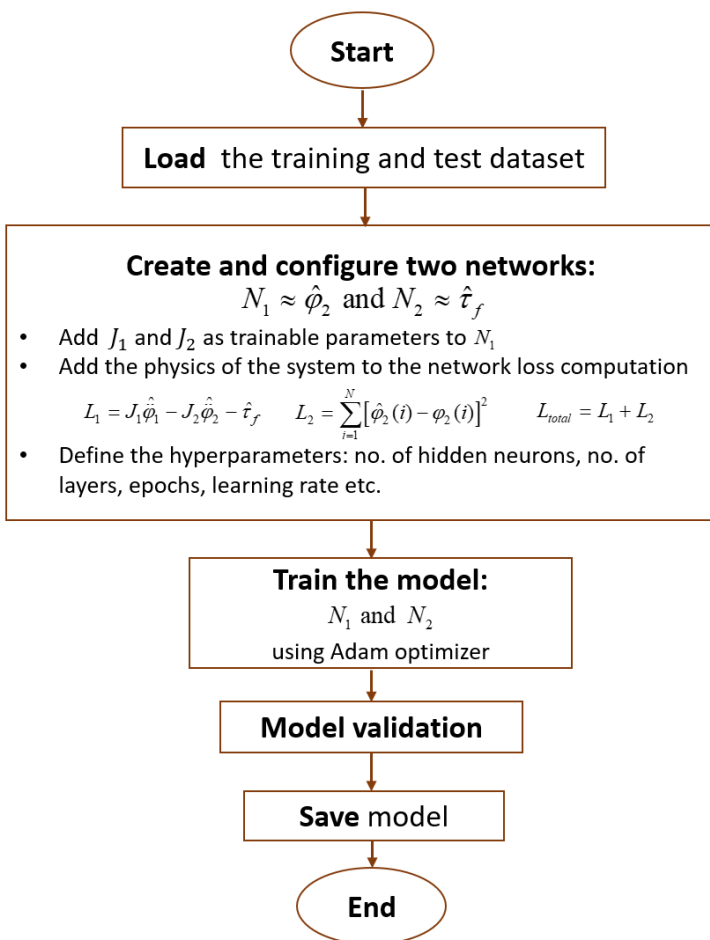 Start
Load the training and test dataset
Create and configure two networks:
N₁ ≈ φ̂₂ and N₂ ≈ τ̂_f
• Add J₁ and J₂ as trainable parameters to N₁
• Add the physics of the system to the network loss computation
L₁ = J₁φ̈̂₁ − J₂φ̈̂₂ − τ̂_f L₂ = ∑_{i=1}^{N} [φ̂₂(i) − φ₂(i)]² L_total = L₁ + L₂
• Define the hyperparameters: no. of hidden neurons, no. of
layers, epochs, learning rate etc.
Train the model:
N₁ and N₂
using Adam optimizer
Model validation
Save model
End